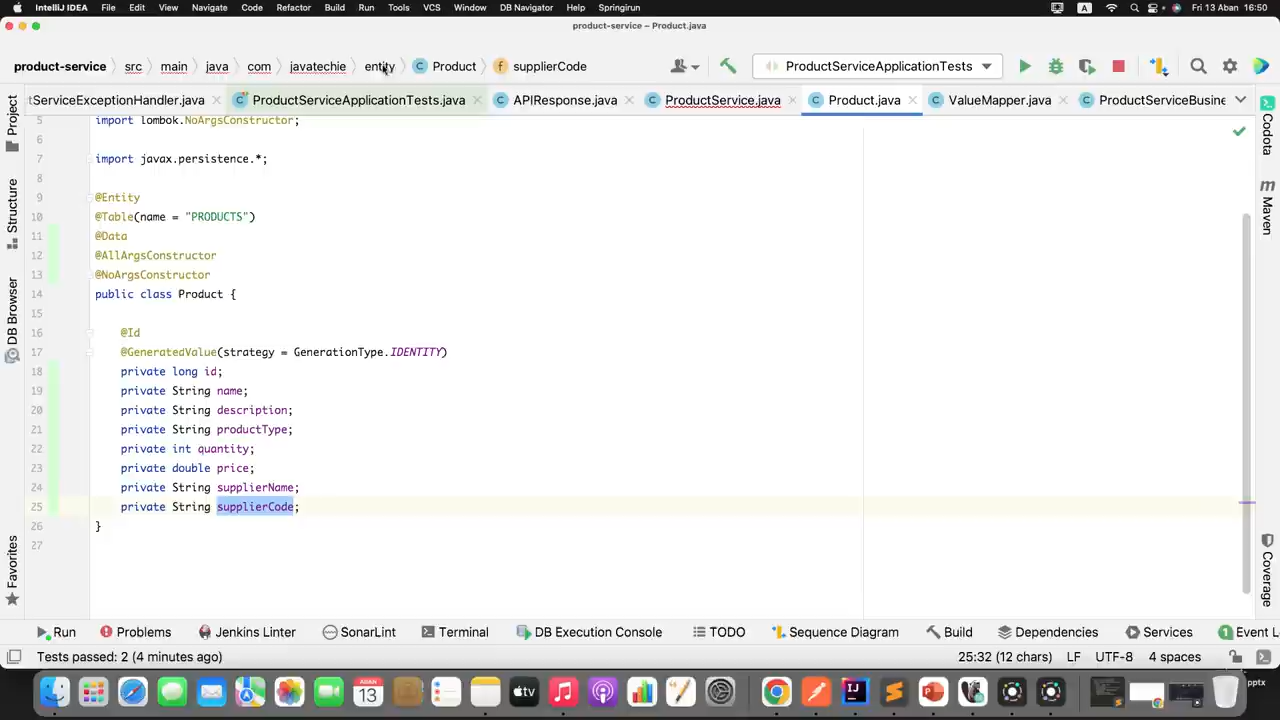 IntelliJ IDEA File Edit View Navigate Code Refactor Build Run Tools VCS Window DB Navigator Help Springirun A Fri 13 Aban 16:50
product-service – Product.java
product-service src main java com javatechie entity Product supplierCode ProductServiceApplicationTests
tServiceExceptionHandler.java ProductServiceApplicationTests.java APIResponse.java ProductService.java Product.java ValueMapper.java ProductServiceBusine
5 import lombok.NoArgsConstructor;
6
7 import javax.persistence.*;
8
9 @Entity
10 @Table(name = "PRODUCTS")
11 @Data
12 @AllArgsConstructor
13 @NoArgsConstructor
14 public class Product {
15
16 @Id
17 @GeneratedValue(strategy = GenerationType.IDENTITY)
18 private long id;
19 private String name;
20 private String description;
21 private String productType;
22 private int quantity;
23 private double price;
24 private String supplierName;
25 private String supplierCode;
26 }
27
Project
Structure
DB Browser
Favorites
Codota
Maven
Coverage
Run Problems Jenkins Linter SonarLint Terminal DB Execution Console TODO Sequence Diagram Build Dependencies Services 1 Event L
Tests passed: 2 (4 minutes ago) 25:32 (12 chars) LF UTF-8 4 spaces
13
tv
pptx